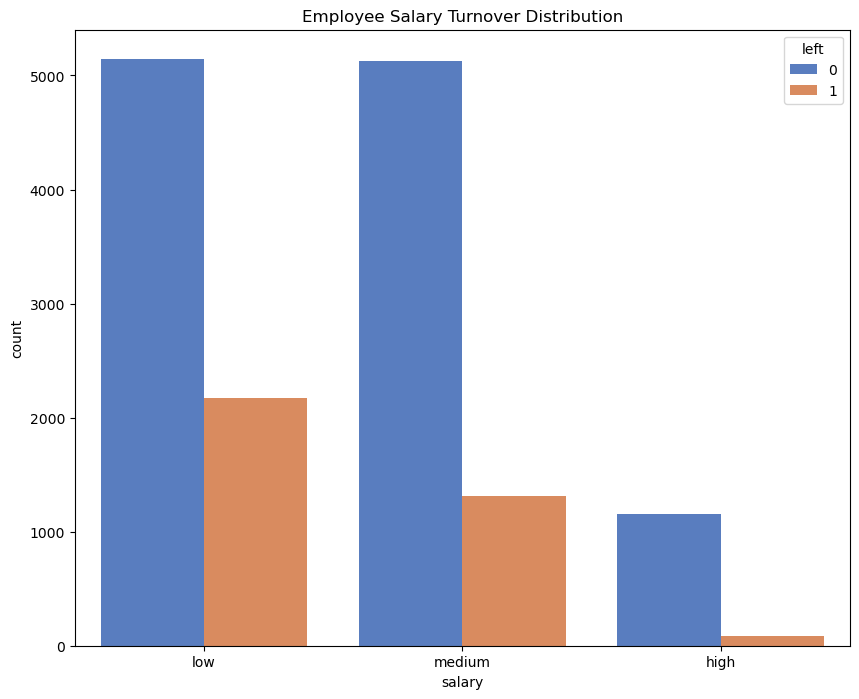 Employee Salary Turnover Distribution
left
0
1
5000
4000
3000
2000
1000
0
count
low medium high
salary